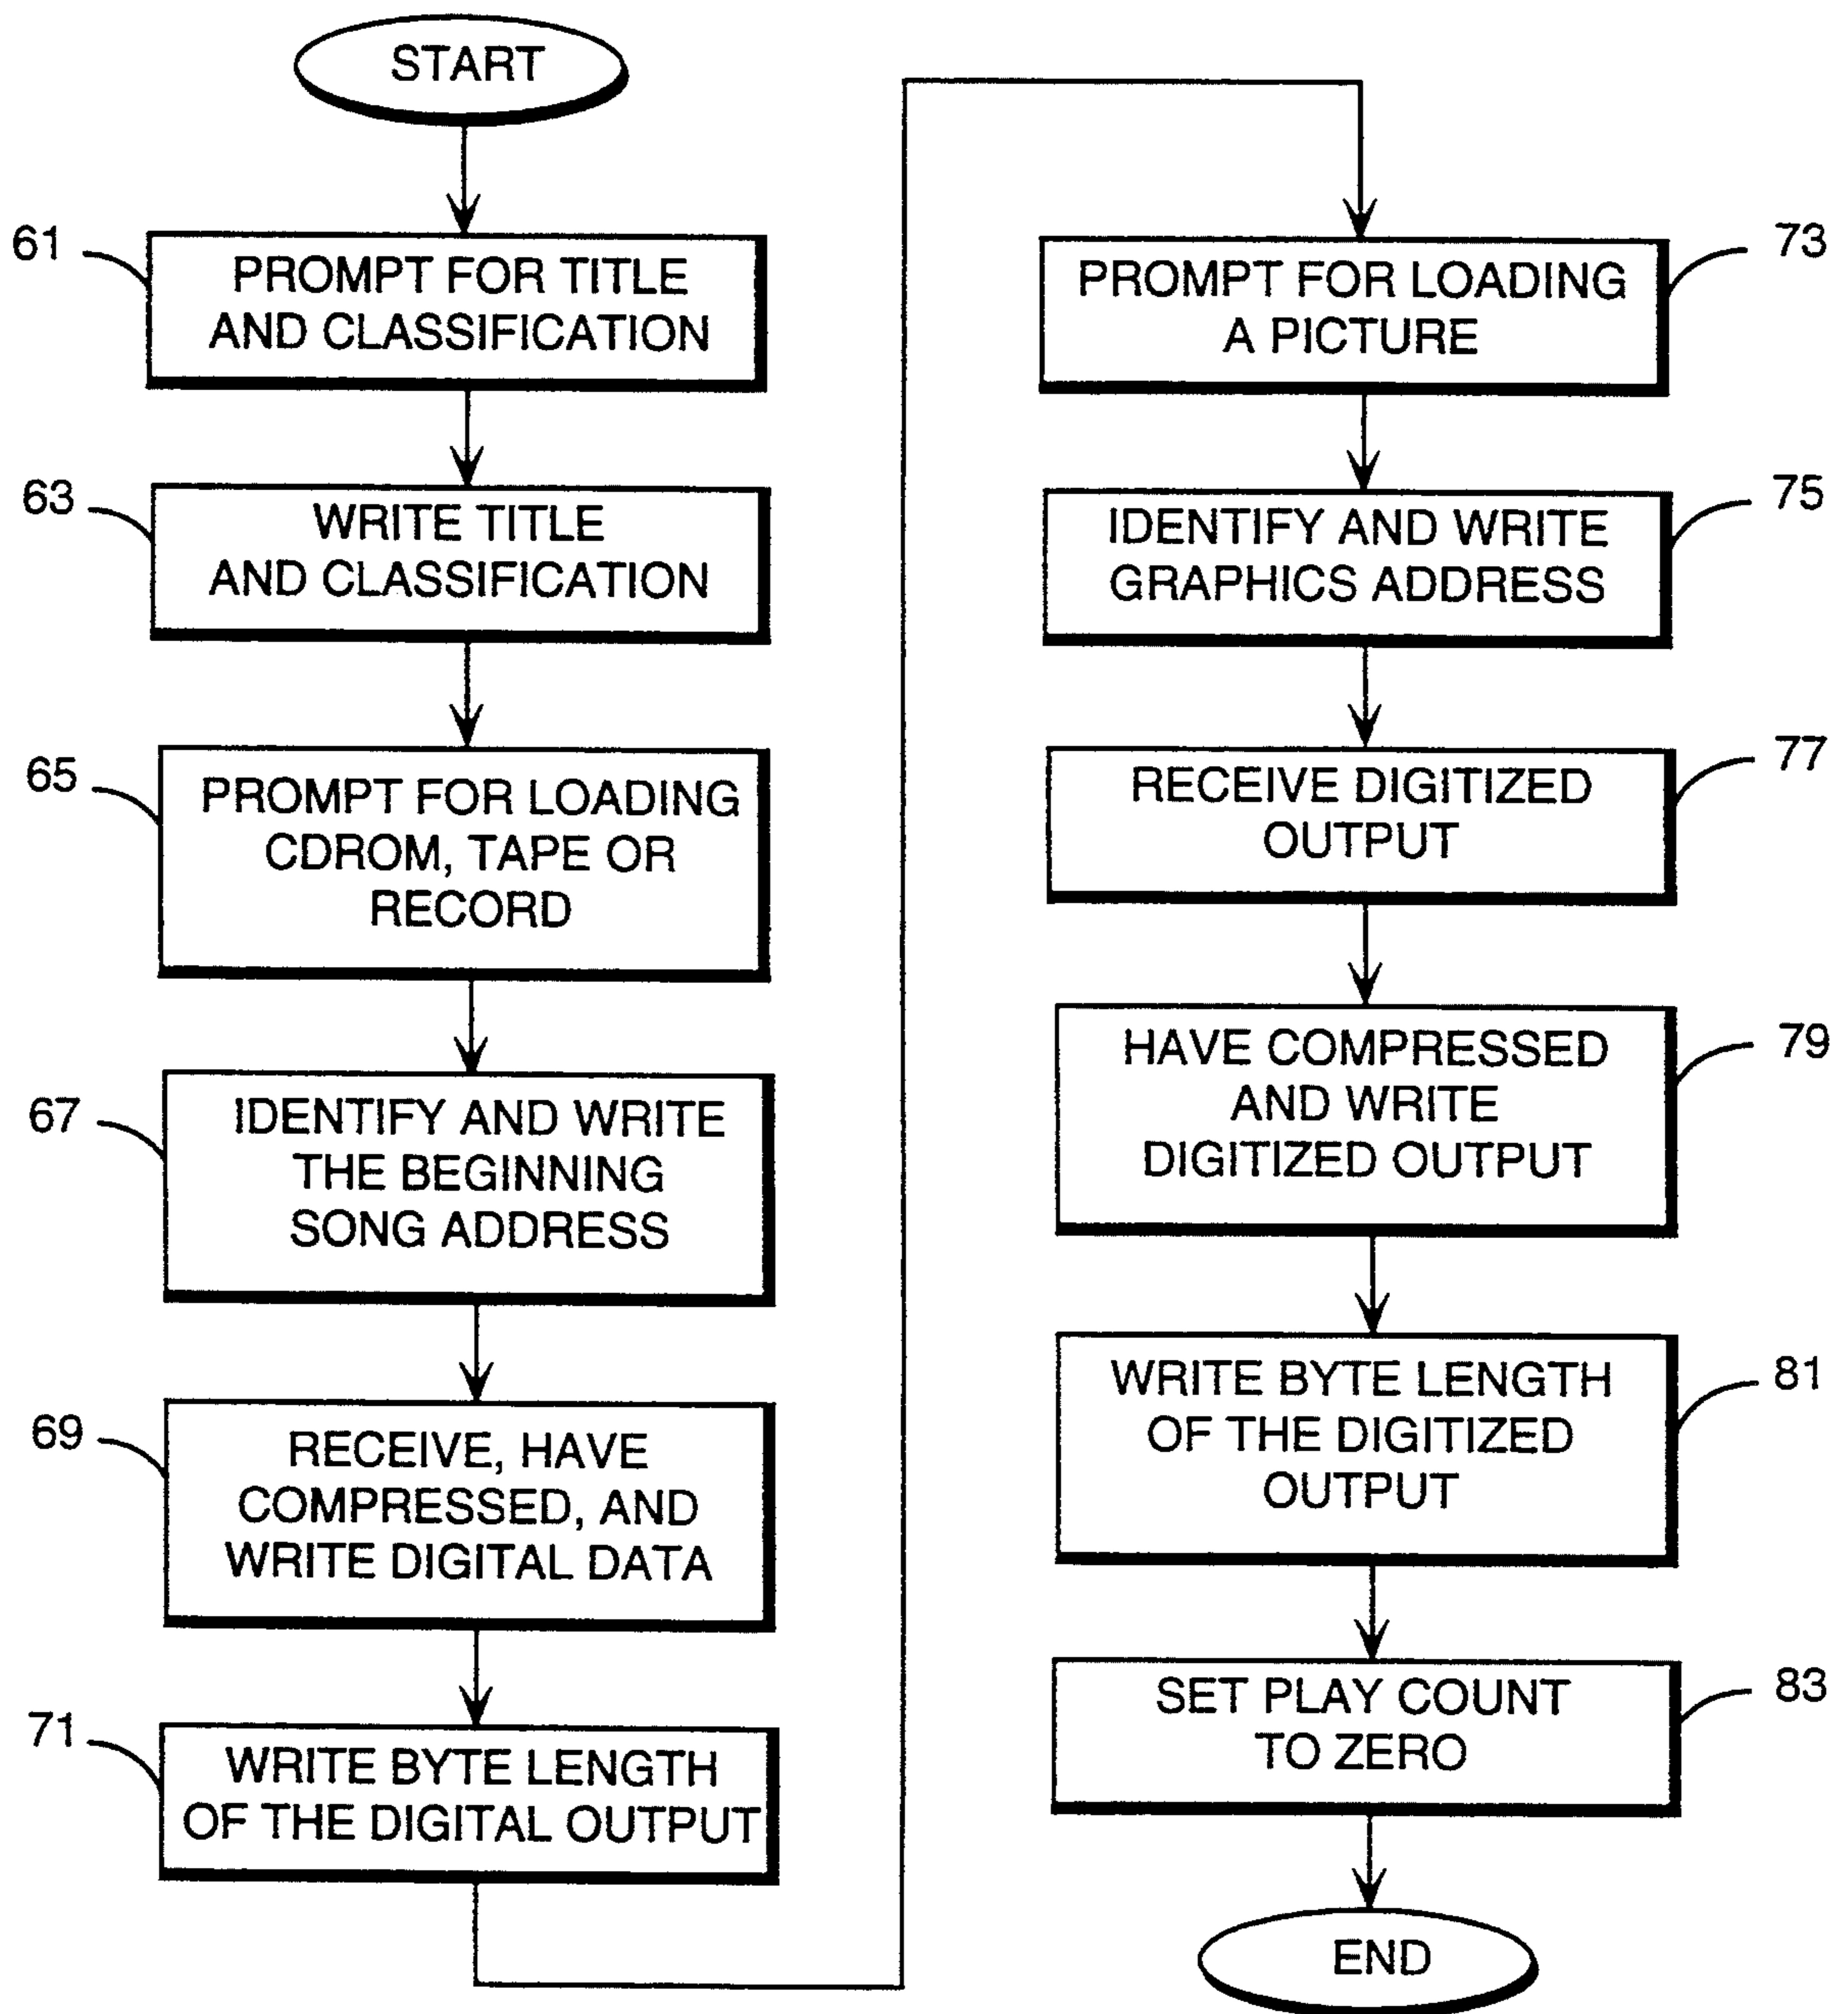 START
61
PROMPT FOR TITLE
AND CLASSIFICATION
63
WRITE TITLE
AND CLASSIFICATION
65
PROMPT FOR LOADING
CDROM, TAPE OR
RECORD
67
IDENTIFY AND WRITE
THE BEGINNING
SONG ADDRESS
69
RECEIVE, HAVE
COMPRESSED, AND
WRITE DIGITAL DATA
71
WRITE BYTE LENGTH
OF THE DIGITAL OUTPUT
73
PROMPT FOR LOADING
A PICTURE
75
IDENTIFY AND WRITE
GRAPHICS ADDRESS
77
RECEIVE DIGITIZED
OUTPUT
79
HAVE COMPRESSED
AND WRITE
DIGITIZED OUTPUT
81
WRITE BYTE LENGTH
OF THE DIGITIZED
OUTPUT
83
SET PLAY COUNT
TO ZERO
END